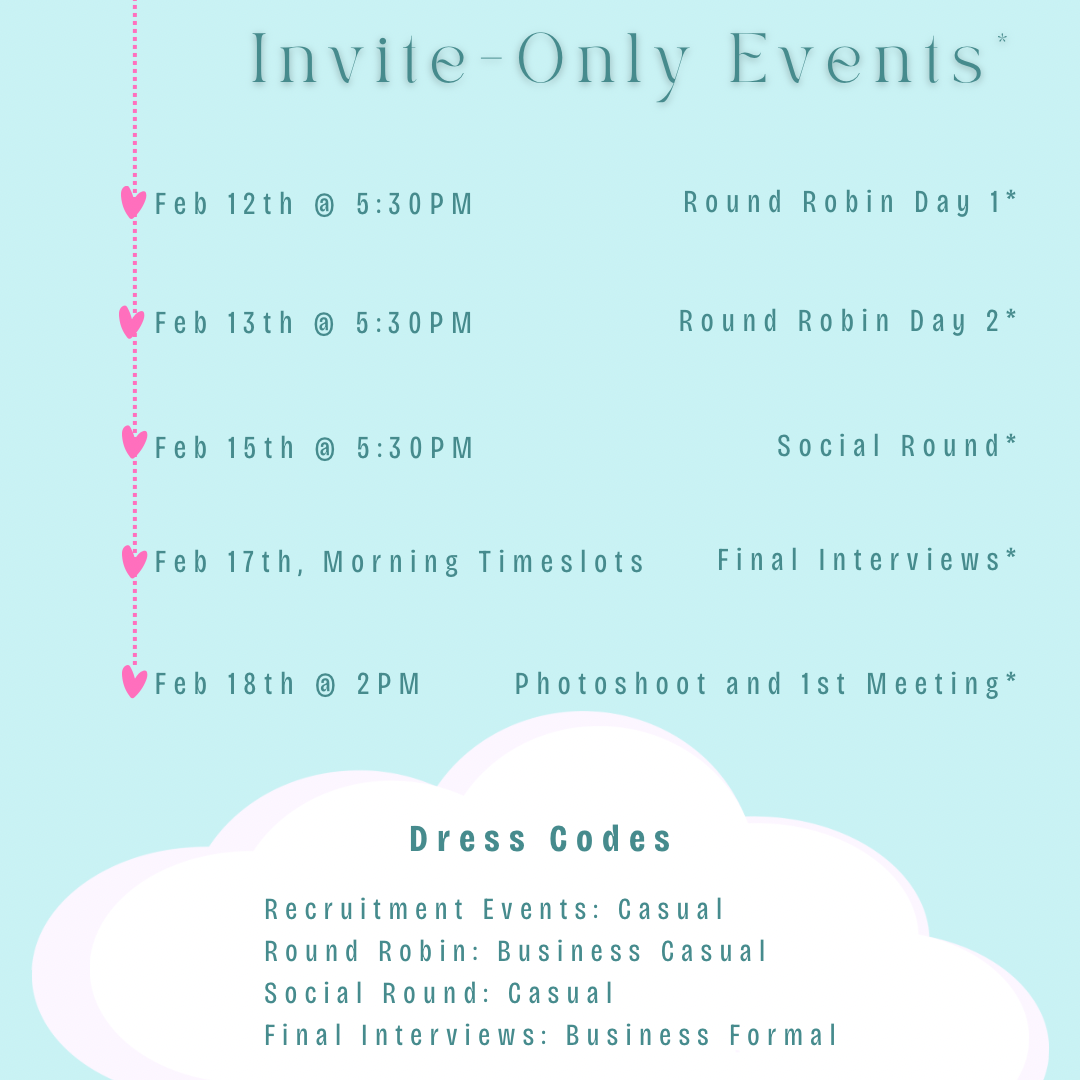 Invite-Only Events*
Feb 12th @ 5:30PM Round Robin Day 1*
Feb 13th @ 5:30PM Round Robin Day 2*
Feb 15th @ 5:30PM Social Round*
Feb 17th, Morning Timeslots Final Interviews*
Feb 18th @ 2PM Photoshoot and 1st Meeting*
Dress Codes
Recruitment Events: Casual
Round Robin: Business Casual
Social Round: Casual
Final Interviews: Business Formal